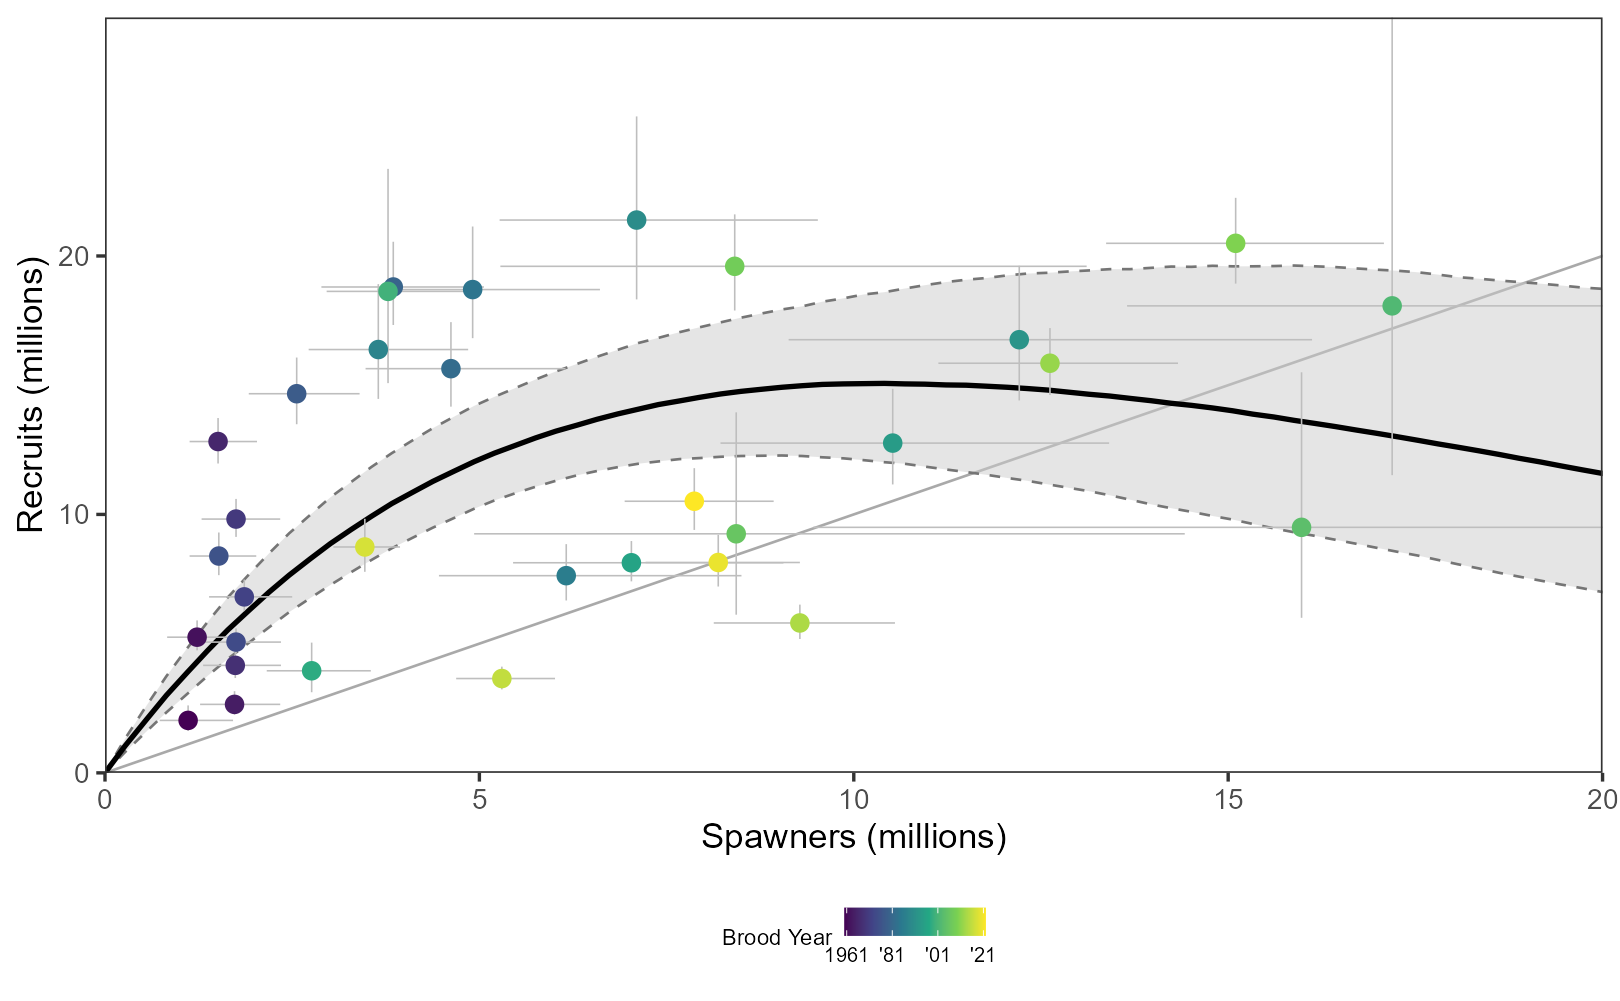 Recruits (millions)
20
10
0
0 5 10 15 20
Spawners (millions)
Brood Year
1961 '81 '01 '21